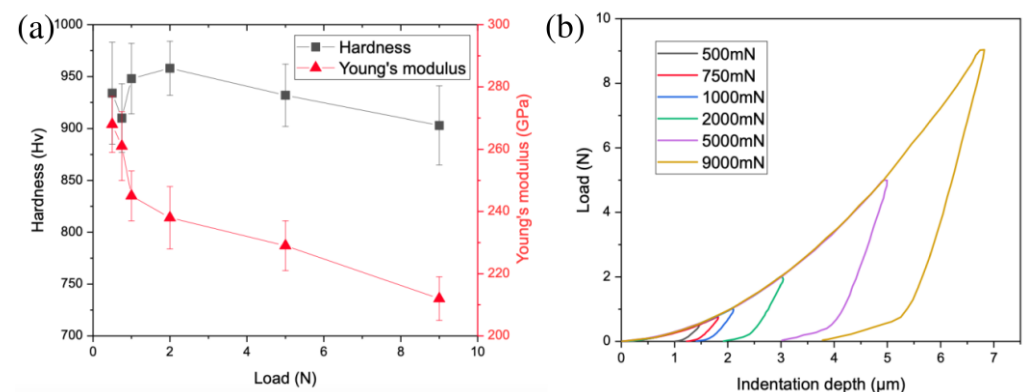 (a)
1000
950
900
850
800
750
700
Hardness (Hv)
0 2 4 6 8 10
Load (N)
300
280
260
240
220
200
Young's modulus (GPa)
Hardness
Young's modulus
(b)
10
8
6
4
2
0
Load (N)
0 1 2 3 4 5 6 7
Indentation depth (µm)
500mN
750mN
1000mN
2000mN
5000mN
9000mN